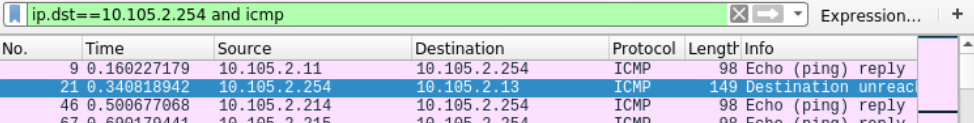 ip.dst==10.105.2.254 and icmp Expression… +
No. Time Source Destination Protocol Length Info
9 0.160227179 10.105.2.11 10.105.2.254 ICMP 98 Echo (ping) reply
21 0.340818942 10.105.2.254 10.105.2.13 ICMP 149 Destination unreac
46 0.500677068 10.105.2.214 10.105.2.254 ICMP 98 Echo (ping) reply
67 0.690179441 10.105.2.215 10.105.2.254 ICMP 98 Echo (ping) reply